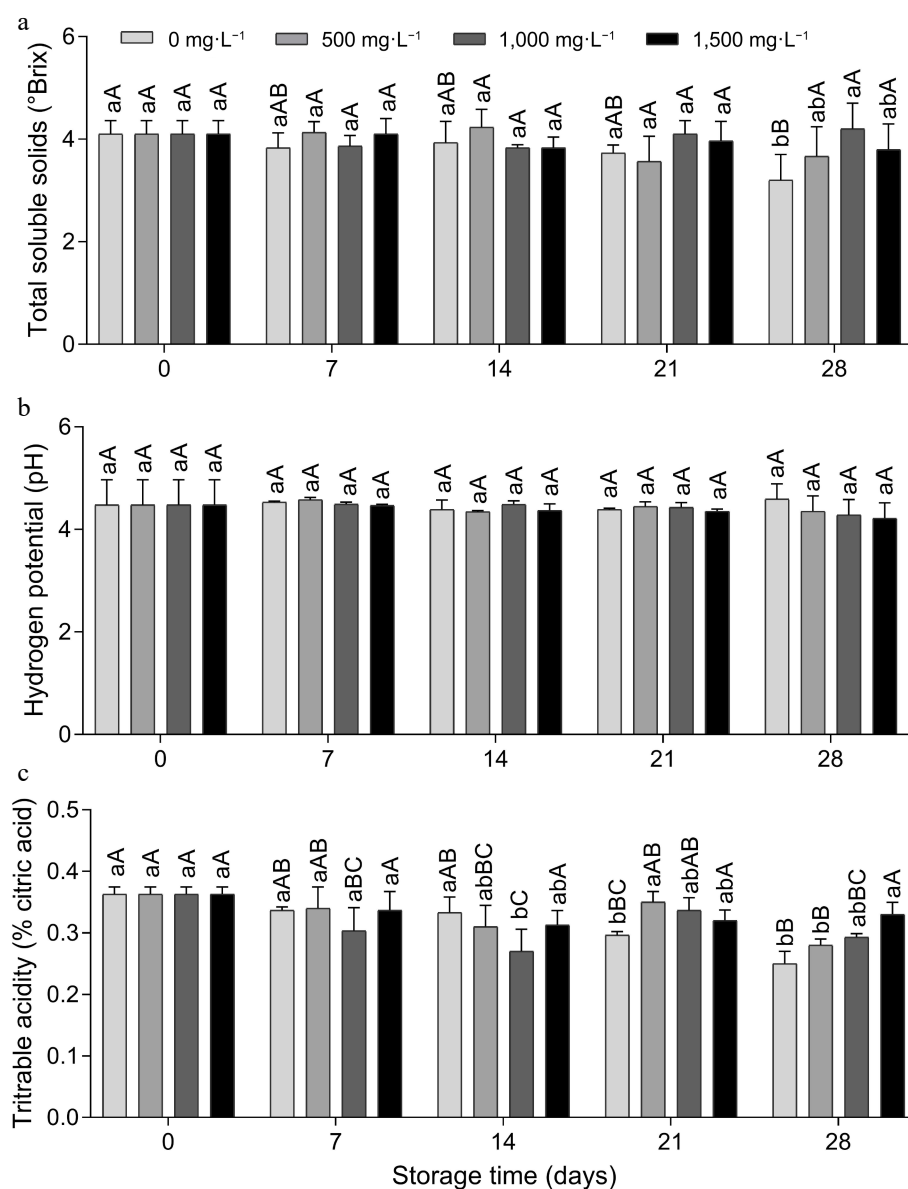 a
0 mg·L⁻¹ 500 mg·L⁻¹ 1,000 mg·L⁻¹ 1,500 mg·L⁻¹
Total soluble solids (°Brix)
6
4
2
0
aA aA aA aA aAB aA aA aA aAB aA aA aA aAB aA aA aA bB abA aA abA
0 7 14 21 28
b
Hydrogen potential (pH)
6
4
2
0
aA aA aA aA aA aA aA aA aA aA aA aA aA aA aA aA aA aA aA aA
0 7 14 21 28
c
Tritrable acidity (% citric acid)
0.5
0.4
0.3
0.2
0.1
0.0
aA aA aA aA aAB aAB aBC aA aAB abBC bC abA bBC aAB abAB abA bB bB abBC aA
0 7 14 21 28
Storage time (days)